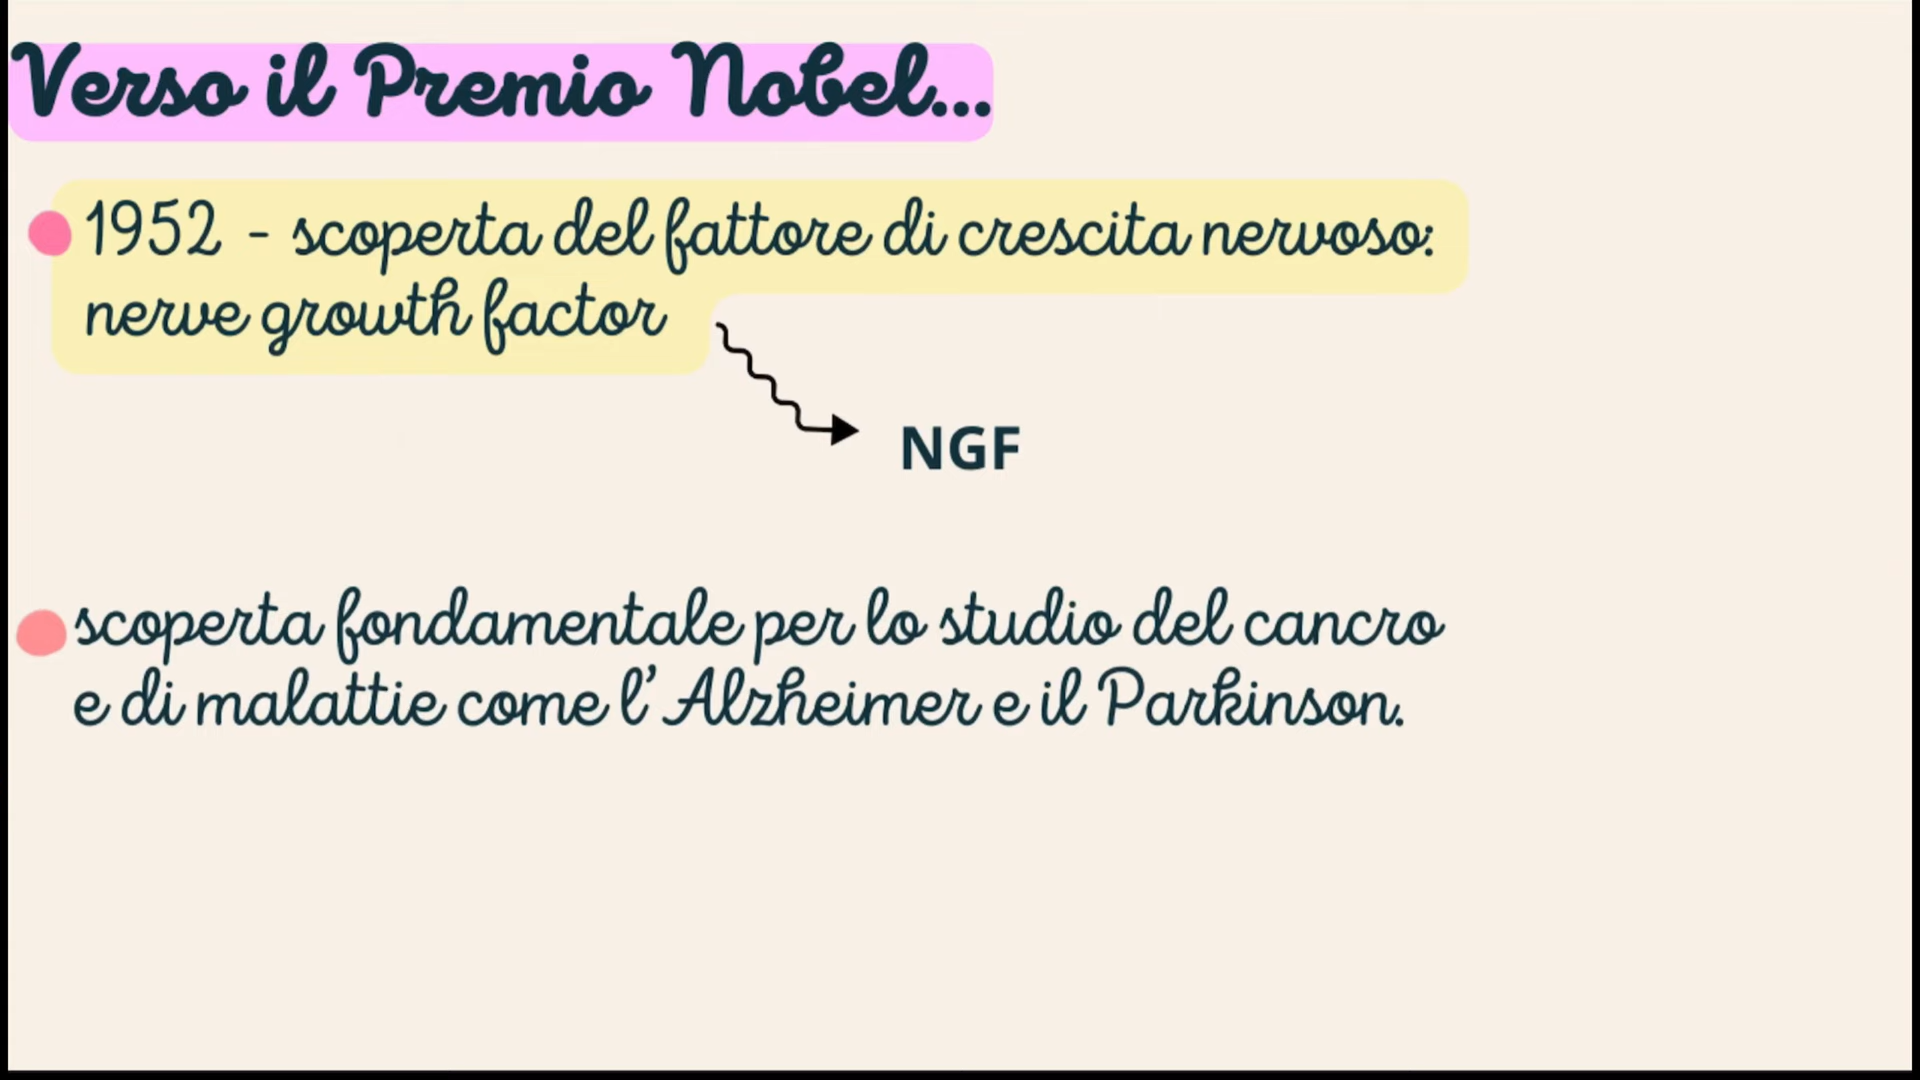 Verso il Premio Nobel...
1952 - scoperta del fattore di crescita nervoso:
nerve growth factor
NGF
scoperta fondamentale per lo studio del cancro
e di malattie come l'Alzheimer e il Parkinson.